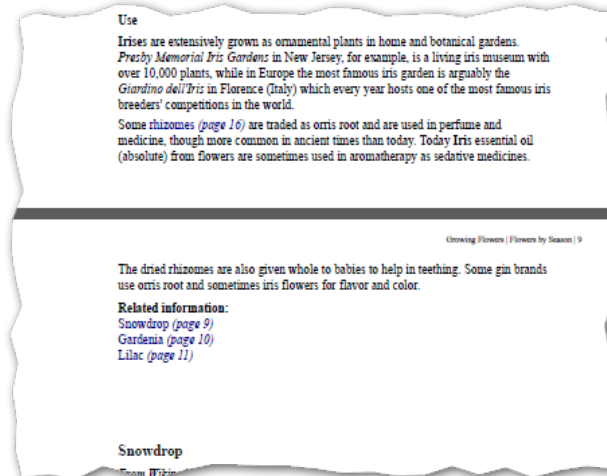 Use
Irises are extensively grown as ornamental plants in home and botanical gardens.
Presby Memorial Iris Gardens in New Jersey, for example, is a living iris museum with
over 10,000 plants, while in Europe the most famous iris garden is arguably the
Giardino dell'Iris in Florence (Italy) which every year hosts one of the most famous iris
breeders' competitions in the world.
Some rhizomes (page 16) are traded as orris root and are used in perfume and
medicine, though more common in ancient times than today. Today Iris essential oil
(absolute) from flowers are sometimes used in aromatherapy as sedative medicines.
Growing Flowers | Flowers by Season | 9
The dried rhizomes are also given whole to babies to help in teething. Some gin brands
use orris root and sometimes iris flowers for flavor and color.
Related information:
Snowdrop (page 9)
Gardenia (page 10)
Lilac (page 11)
Snowdrop
From